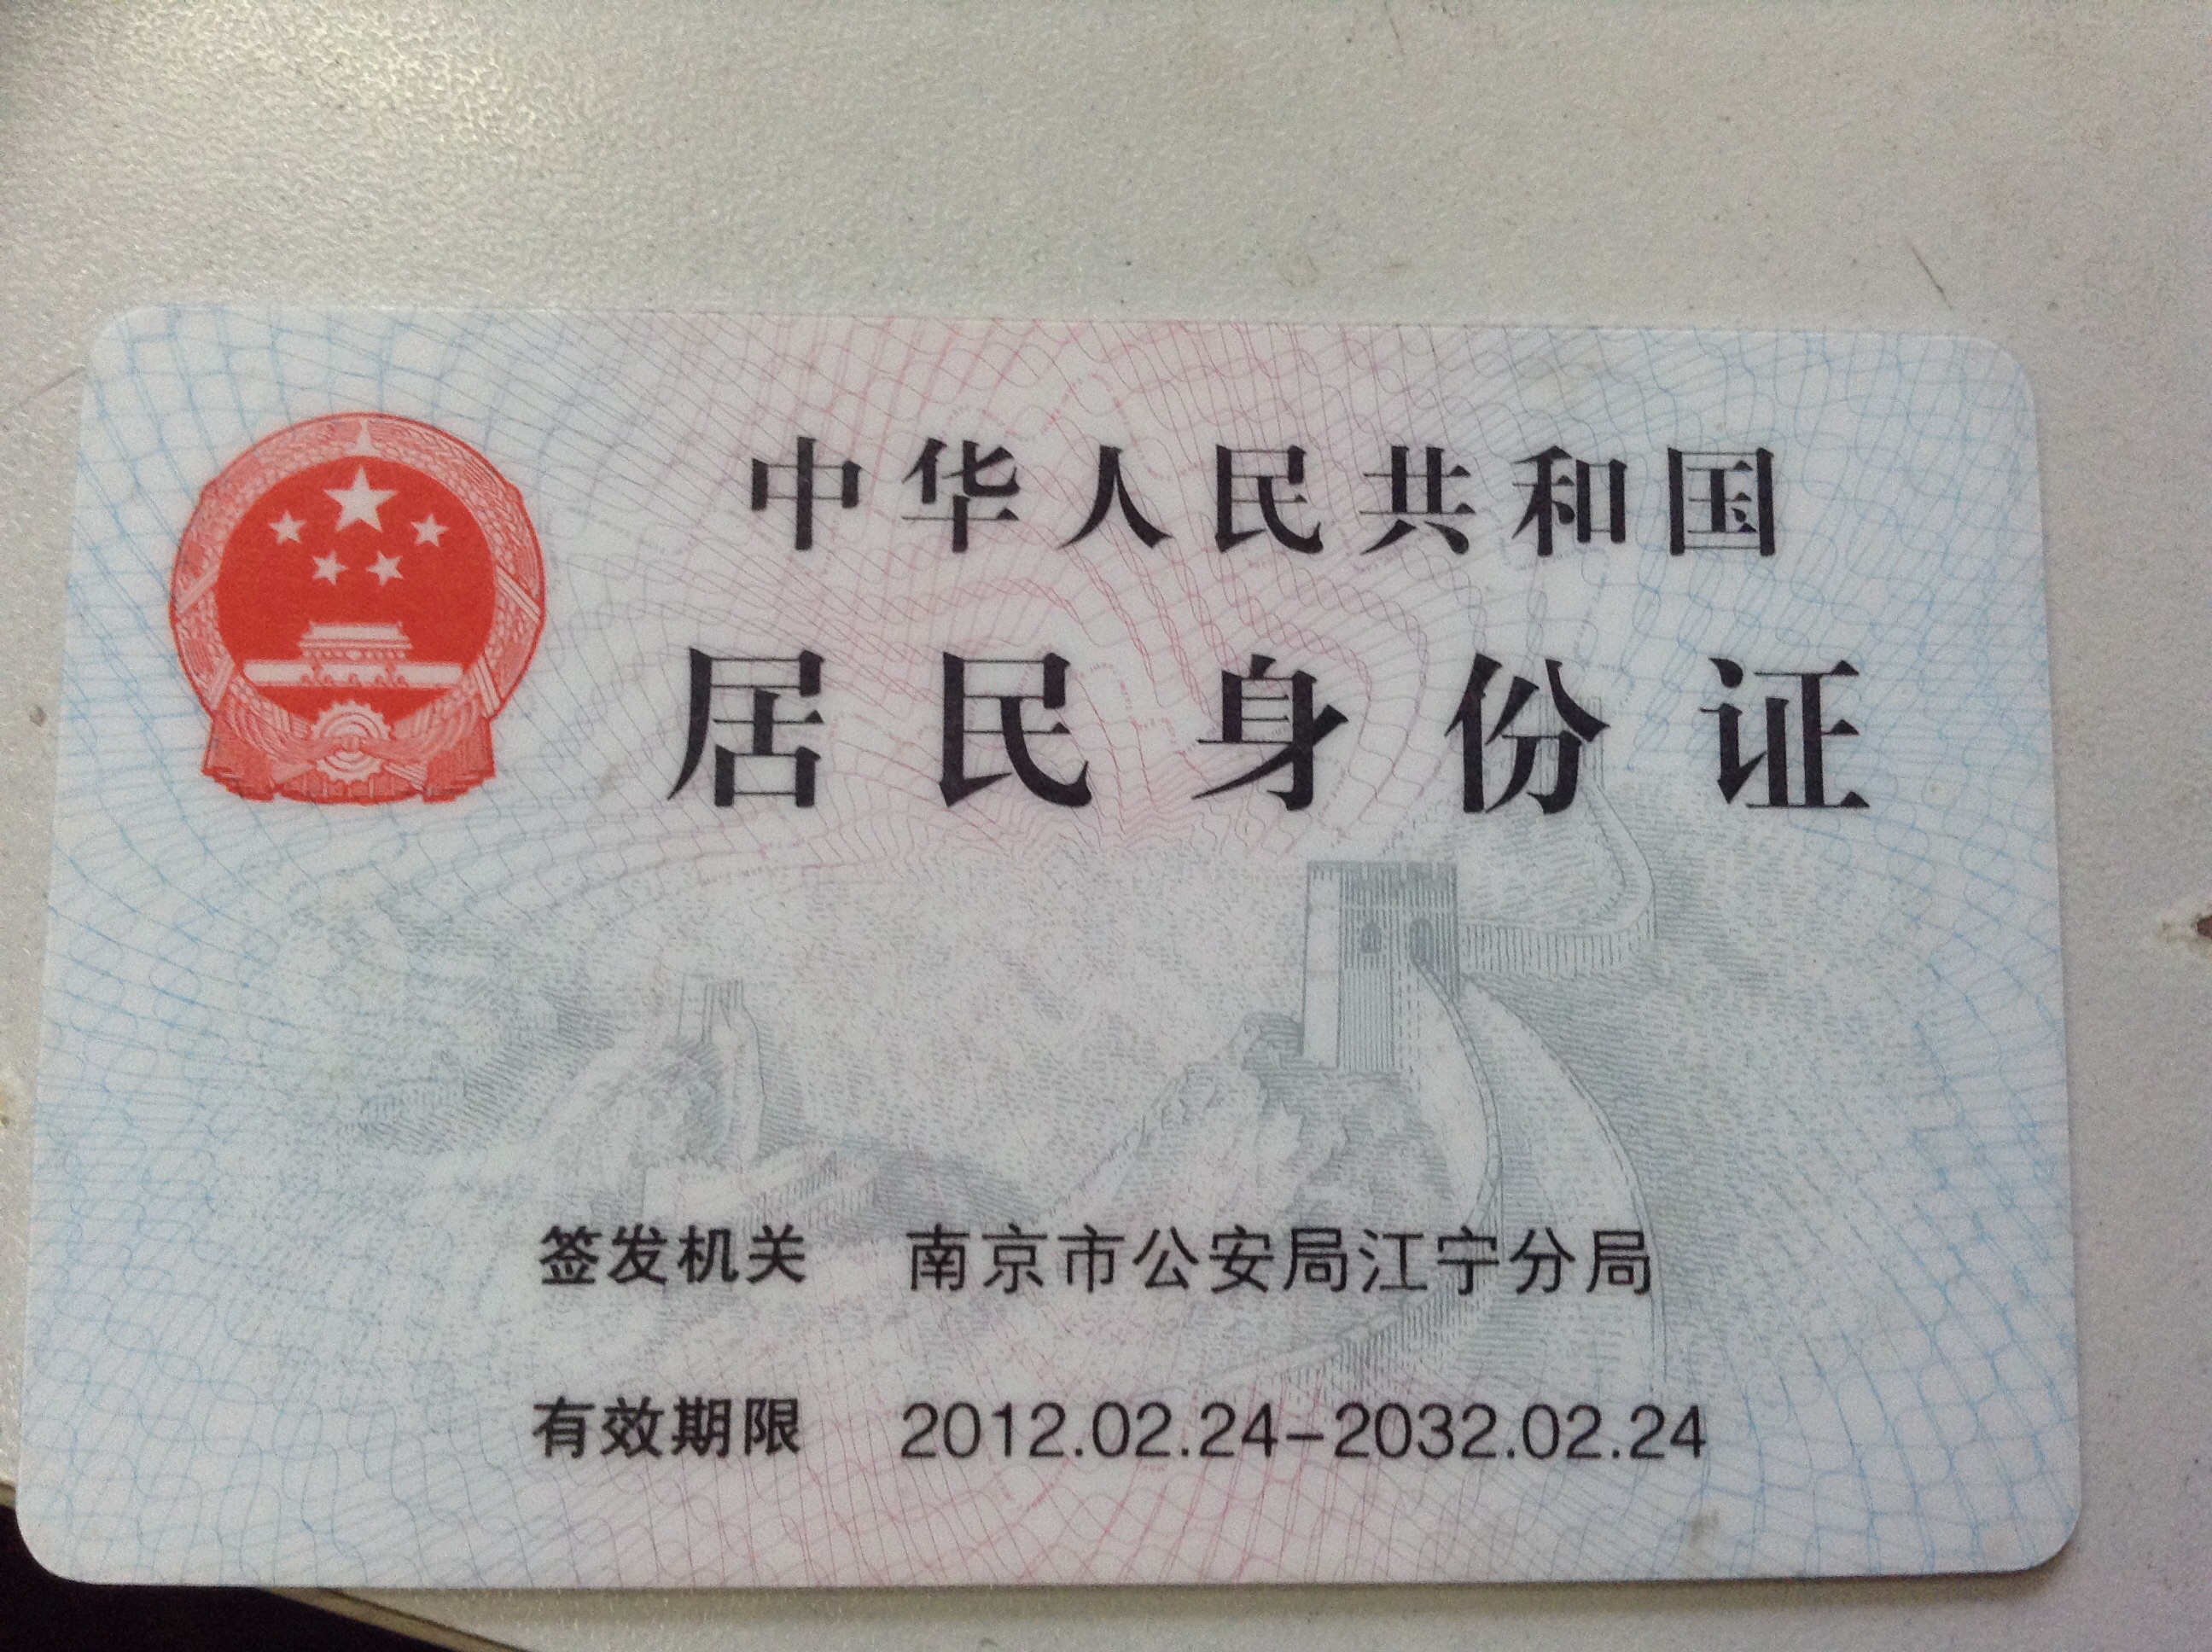 中华人民共和国
居民身份证
签发机关 南京市公安局江宁分局
有效期限 2012.02.24-2032.02.24